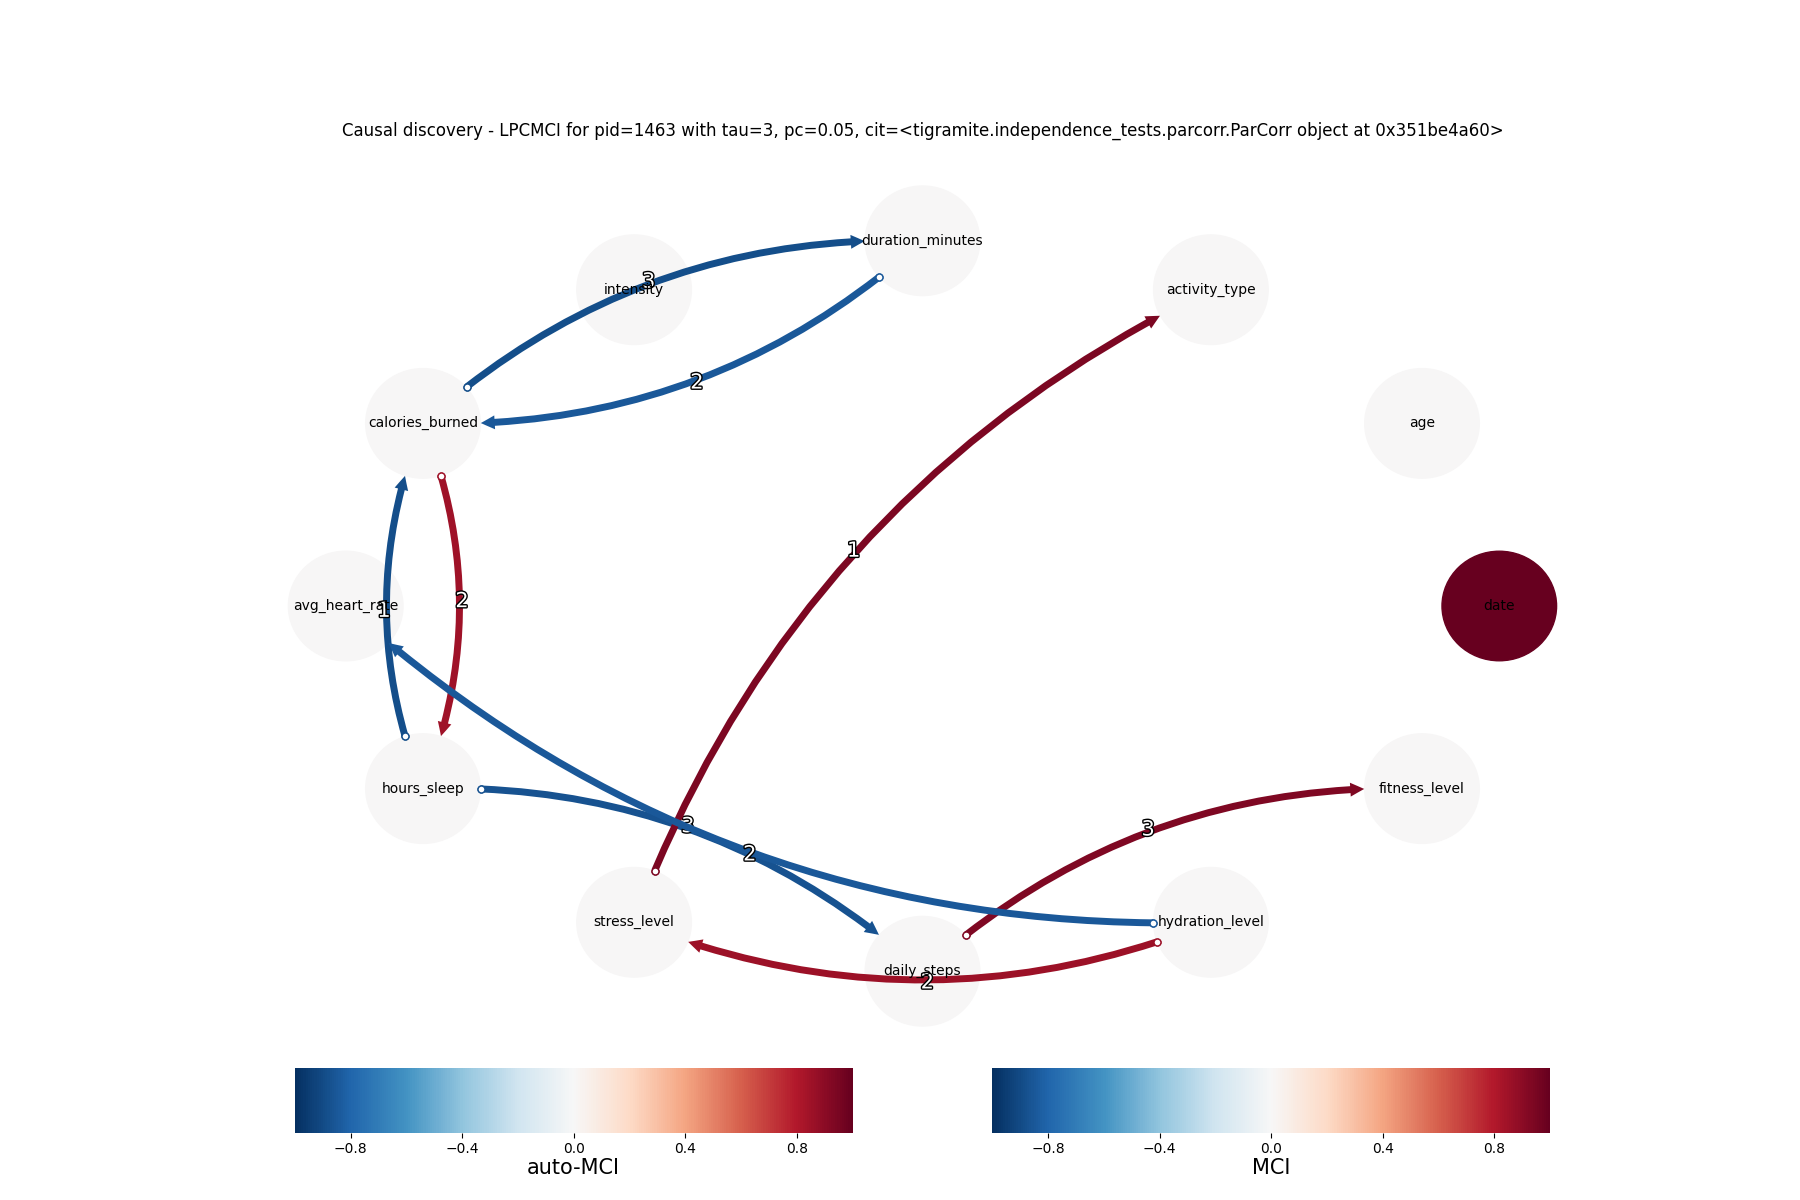 Causal discovery - LPCMCI for pid=1463 with tau=3, pc=0.05, cit=<tigramite.independence_tests.parcorr.ParCorr object at 0x351be4a60>
duration_minutes
3
intensity
activity_type
2
calories_burned
age
1
avg_heart_rate
1
2
date
hours_sleep
fitness_level
3
3
2
stress_level
hydration_level
daily_steps
2
−0.8 −0.4 0.0 0.4 0.8
auto-MCI
−0.8 −0.4 0.0 0.4 0.8
MCI